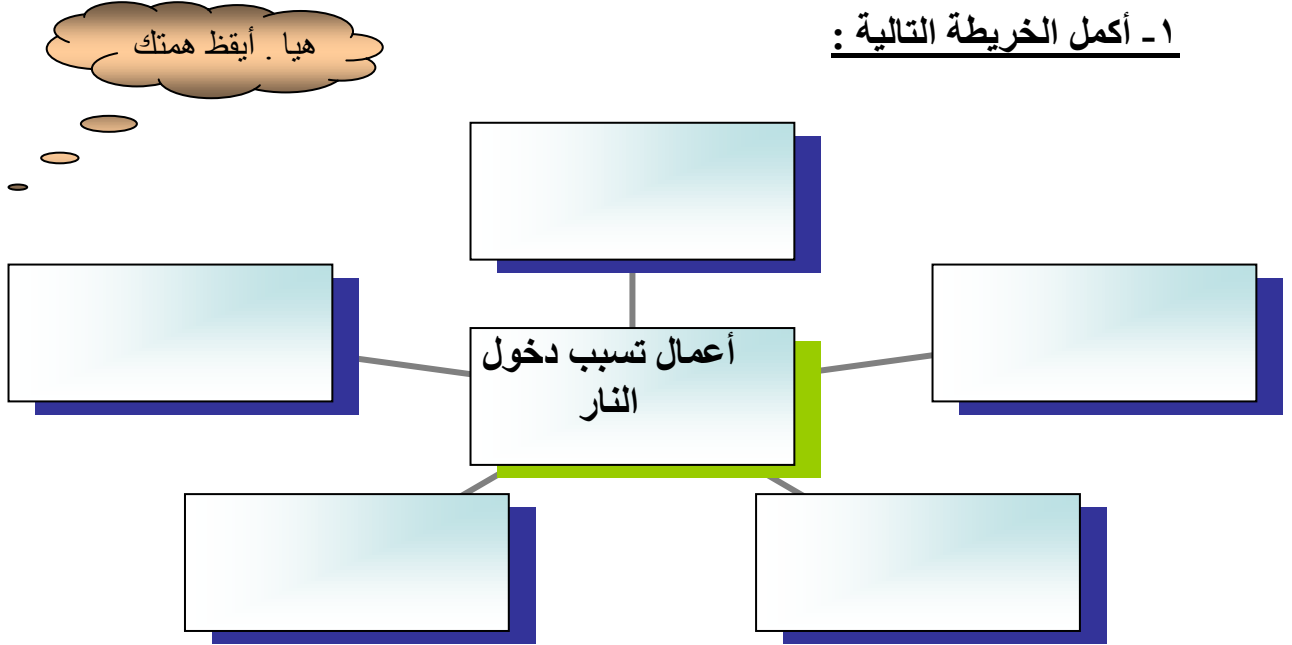 ١- أكمل الخريطة التالية :
هيا . أيقظ همتك
أعمال تسبب دخول
النار